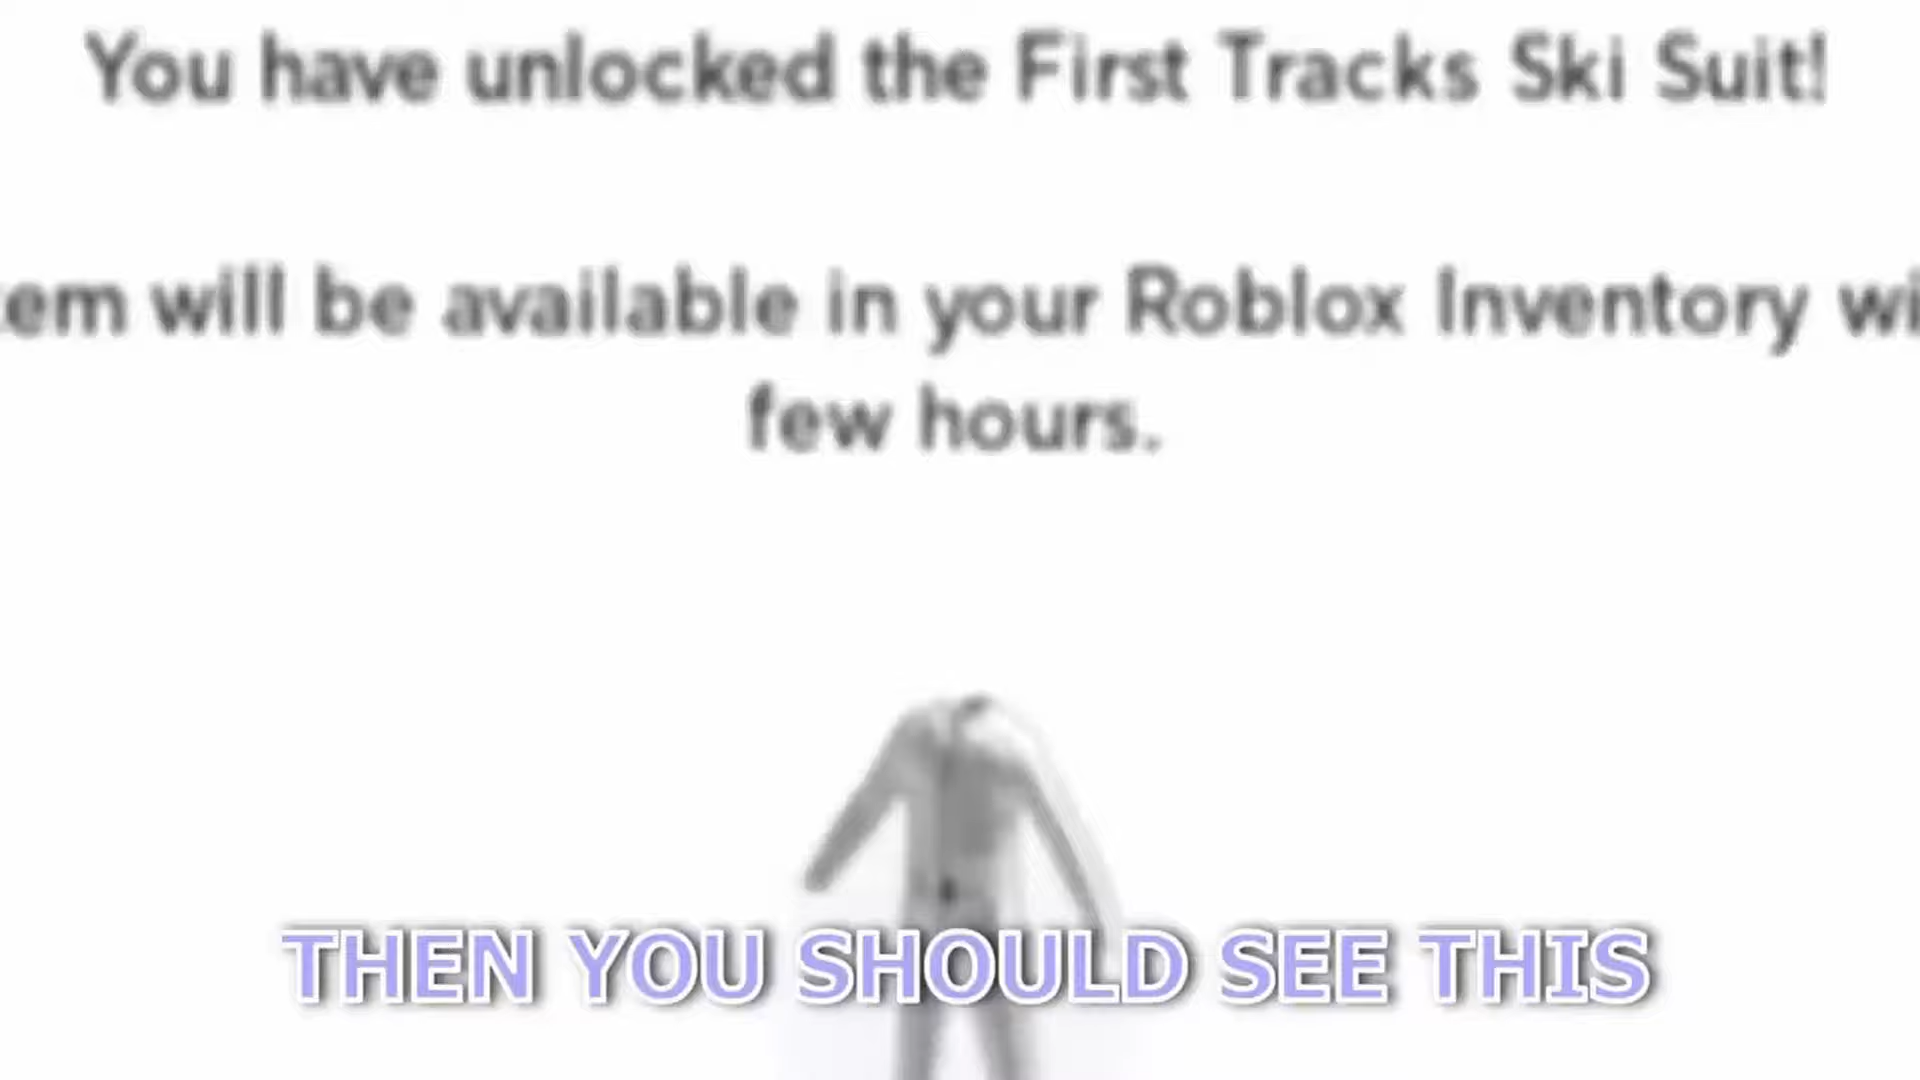 You have unlocked the First Tracks Ski Suit!
em will be available in your Roblox Inventory wi
few hours.
THEN YOU SHOULD SEE THIS